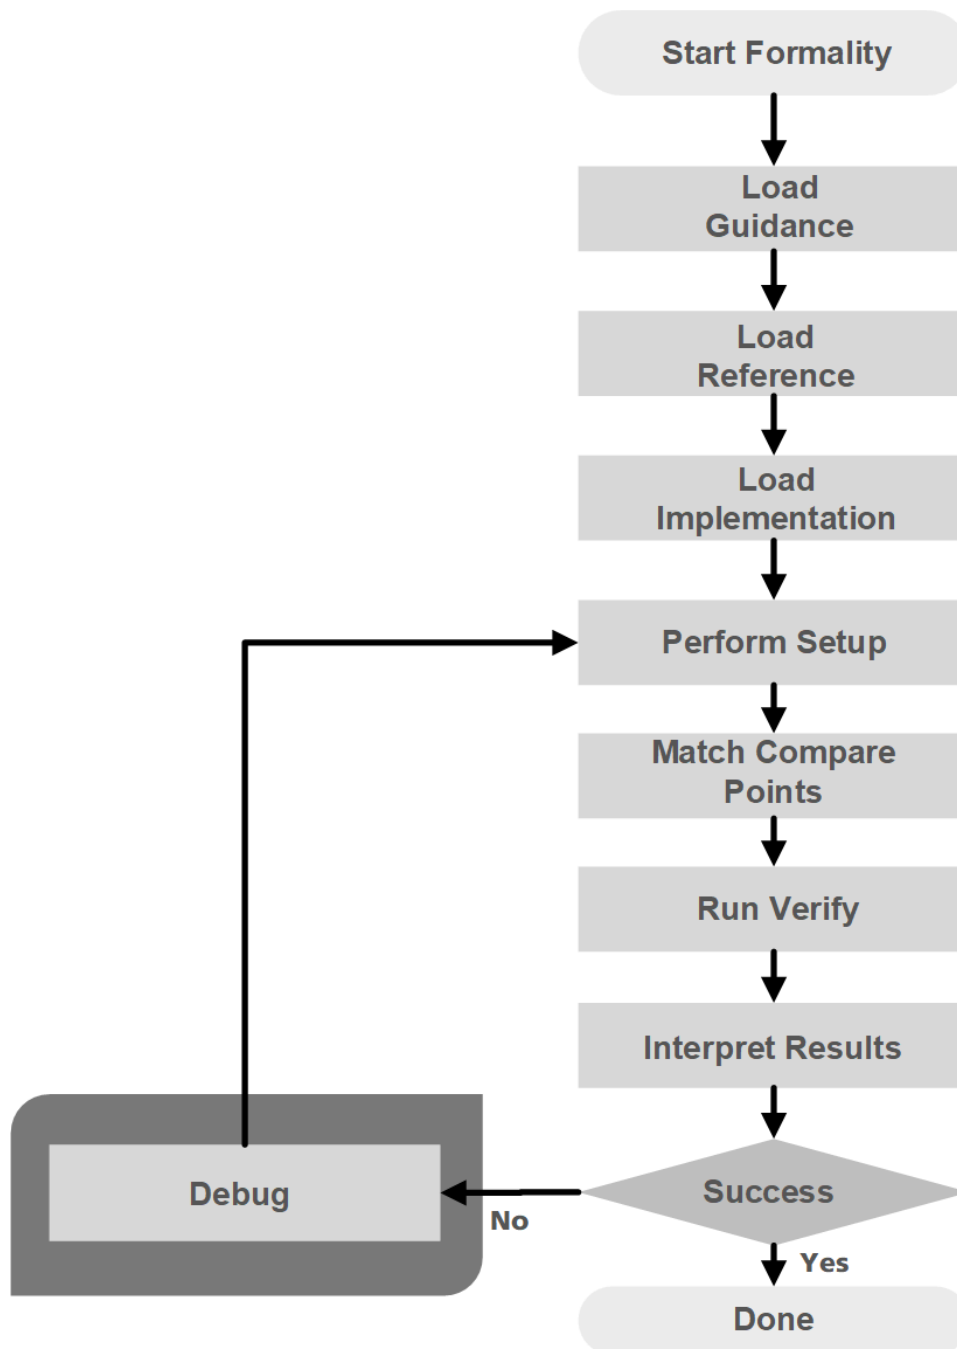 Start Formality
Load
Guidance
Load
Reference
Load
Implementation
Perform Setup
Match Compare
Points
Run Verify
Interpret Results
Success
Debug
No
Yes
Done